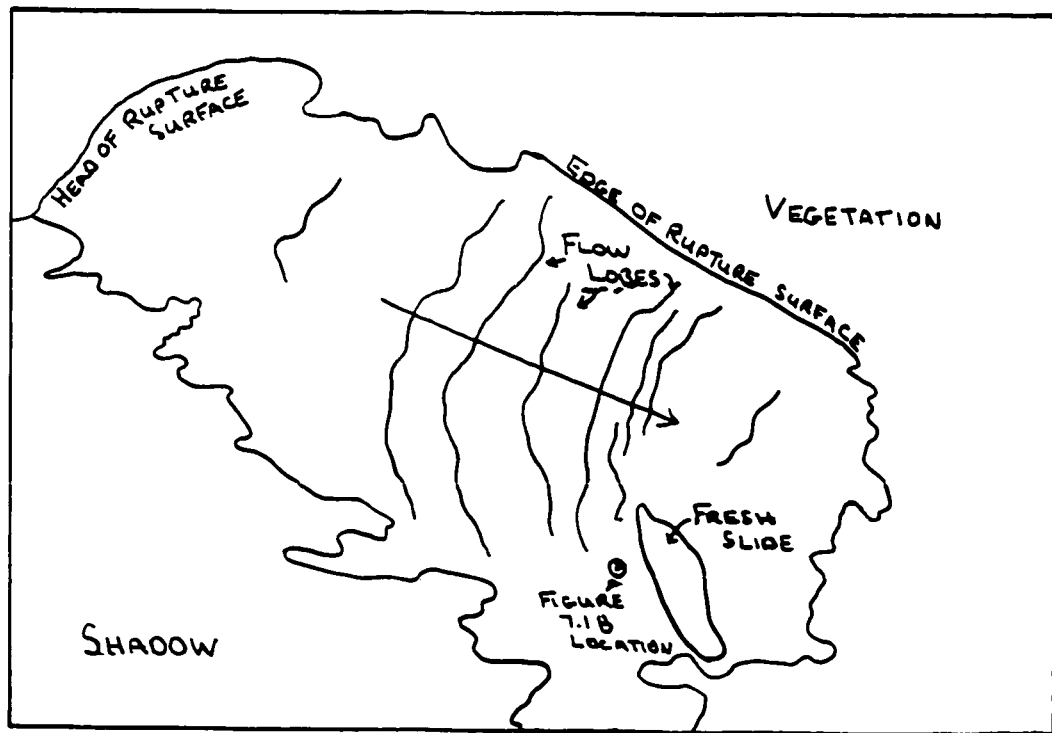 HEAD OF RUPTURE
SURFACE
EDGE OF RUPTURE SURFACE
VEGETATION
FLOW
LOBES
FRESH
SLIDE
FIGURE
7.1B
LOCATION
SHADOW